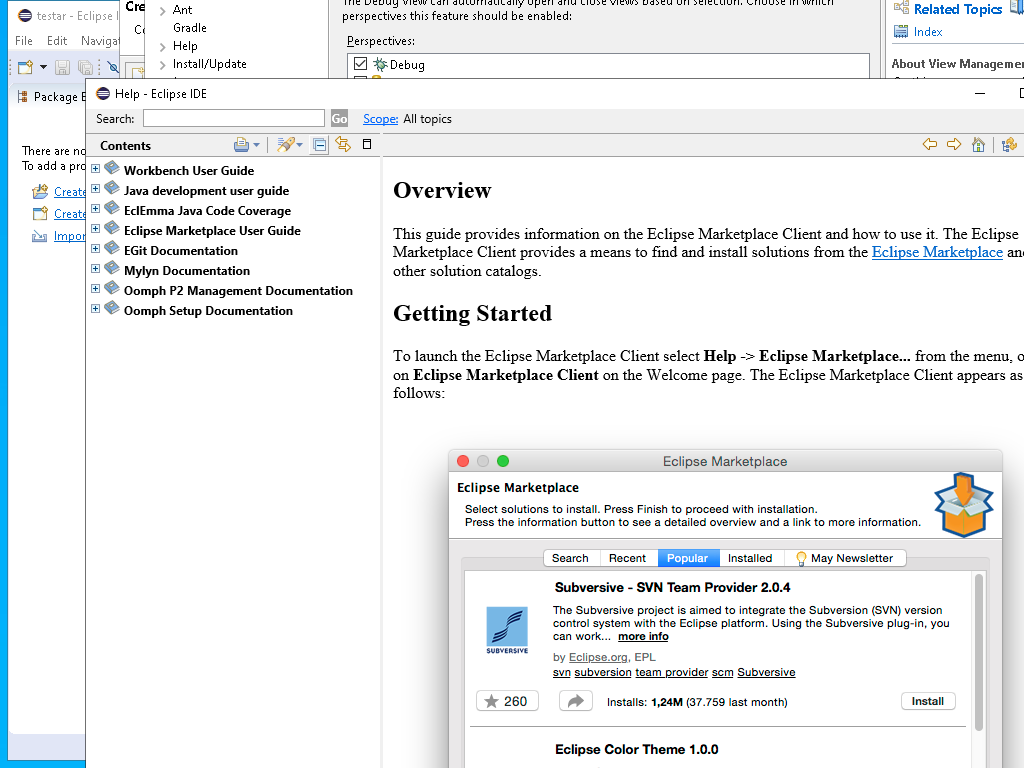 testar - Eclipse I
File Edit Naviga
Package E
There are no
To add a pro
Create
Create
Impor
Cre
Ant
Gradle
Help
Install/Update
The Debug View can automatically open and close views based on selection. Choose in which
perspectives this feature should be enabled:
Perspectives:
Debug
Related Topics
Index
About View Manageme
Help - Eclipse IDE
Search:
Go
Scope: All topics
Contents
Workbench User Guide
Java development user guide
EclEmma Java Code Coverage
Eclipse Marketplace User Guide
EGit Documentation
Mylyn Documentation
Oomph P2 Management Documentation
Oomph Setup Documentation
Overview
This guide provides information on the Eclipse Marketplace Client and how to use it. The Eclipse
Marketplace Client provides a means to find and install solutions from the Eclipse Marketplace and
other solution catalogs.
Getting Started
To launch the Eclipse Marketplace Client select Help -> Eclipse Marketplace... from the menu, o
on Eclipse Marketplace Client on the Welcome page. The Eclipse Marketplace Client appears as
follows:
Eclipse Marketplace
Eclipse Marketplace
Select solutions to install. Press Finish to proceed with installation.
Press the information button to see a detailed overview and a link to more information.
Search Recent Popular Installed May Newsletter
Subversive - SVN Team Provider 2.0.4
The Subversive project is aimed to integrate the Subversion (SVN) version
control system with the Eclipse platform. Using the Subversive plug-in, you
can work... more info
SUBVERSIVE
by Eclipse.org, EPL
svn subversion team provider scm Subversive
260
Installs: 1,24M (37.759 last month)
Install
Eclipse Color Theme 1.0.0